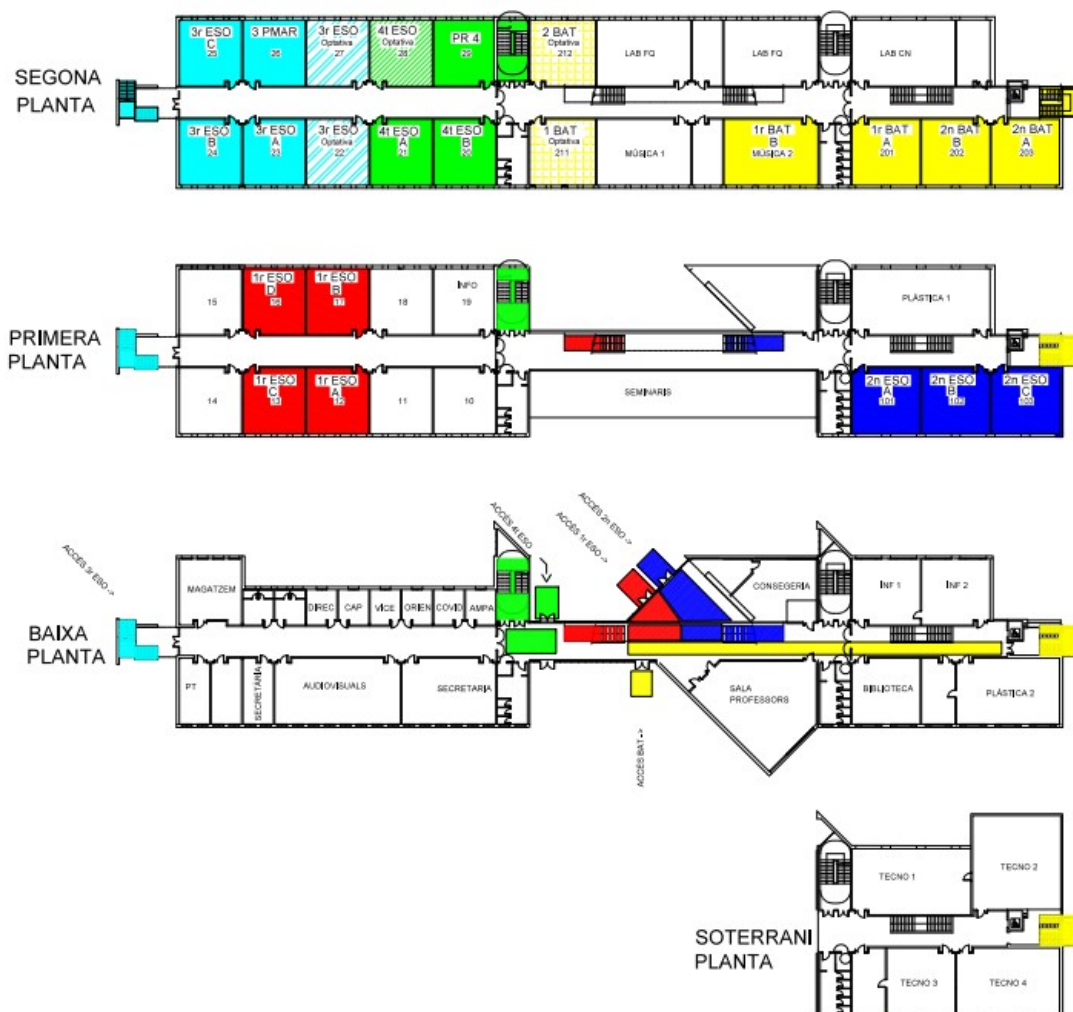 SEGONA
PLANTA
3r ESO
C
25
3 PMAR
26
3r ESO
Optativa
27
4t ESO
Optativa
28
PR 4
29
2 BAT
Optativa
212
LAB FQ
LAB FQ
LAB CN
3r ESO
B
24
3r ESO
A
23
3r ESO
Optativa
22
4t ESO
A
21
4t ESO
B
20
1 BAT
Optativa
211
MÚSICA 1
1r BAT
B
MÚSICA 2
1r BAT
A
201
2n BAT
B
202
2n BAT
A
203
PRIMERA
PLANTA
15
1r ESO
D
16
1r ESO
B
17
18
INFO
19
PLÀSTICA 1
14
1r ESO
C
13
1r ESO
A
12
11
10
SEMINARIS
2n ESO
A
101
2n ESO
B
102
2n ESO
C
103
BAIXA
PLANTA
ACCÉS 3r ESO ->
ACCÉS 4t ESO
ACCÉS 1r ESO ->
ACCÉS 2n ESO ->
MAGATZEM
DIREC
CAP
VICE
ORIEN
COVID
AMPA
CONSEGERIA
INF 1
INF 2
PT
SECRETARIA
AUDIOVISUALS
SECRETARIA
SALA
PROFESSORS
BIBLIOTECA
PLÀSTICA 2
ACCÉS BAT ->
SOTERRANI
PLANTA
TECNO 1
TECNO 2
TECNO 3
TECNO 4